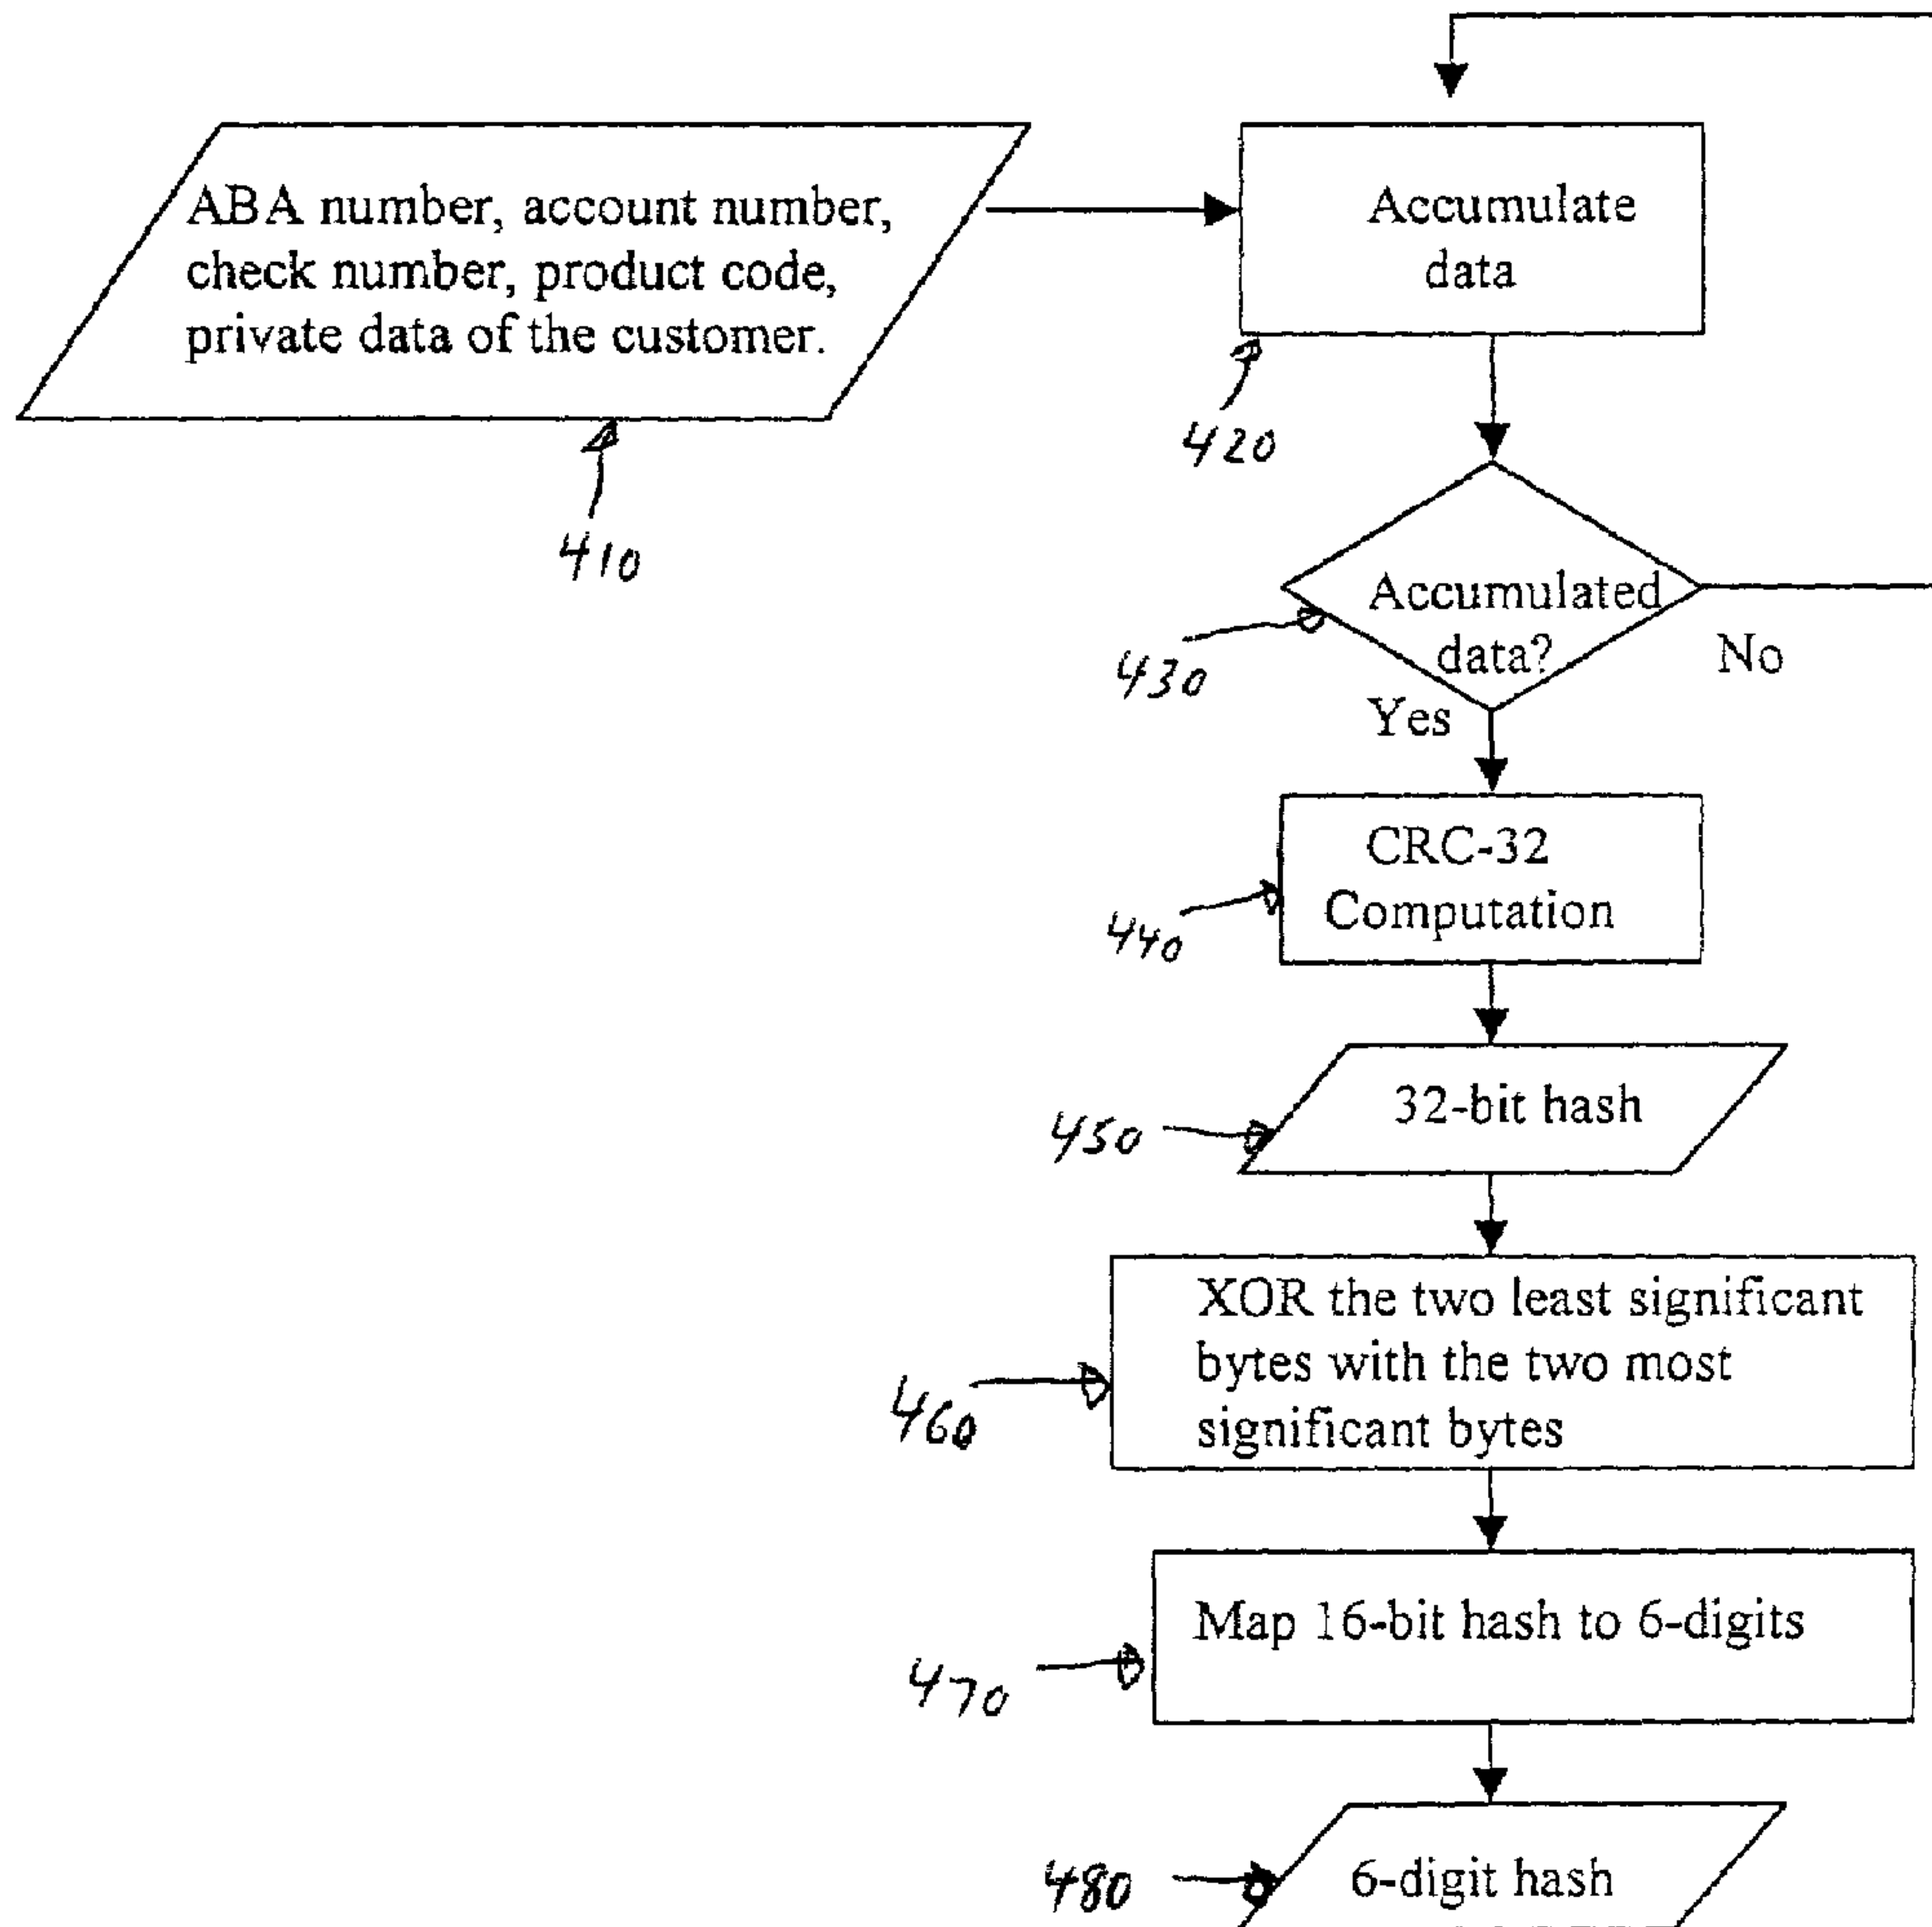 ABA number, account number,
check number, product code,
private data of the customer.
410
Accumulate
data
420
Accumulated
data?
430
No
Yes
CRC-32
Computation
440
32-bit hash
450
XOR the two least significant
bytes with the two most
significant bytes
460
Map 16-bit hash to 6-digits
470
6-digit hash
480